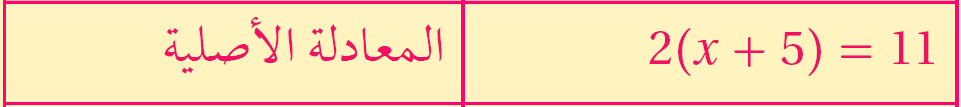 2(x + 5) = 11
المعادلة الأصلية